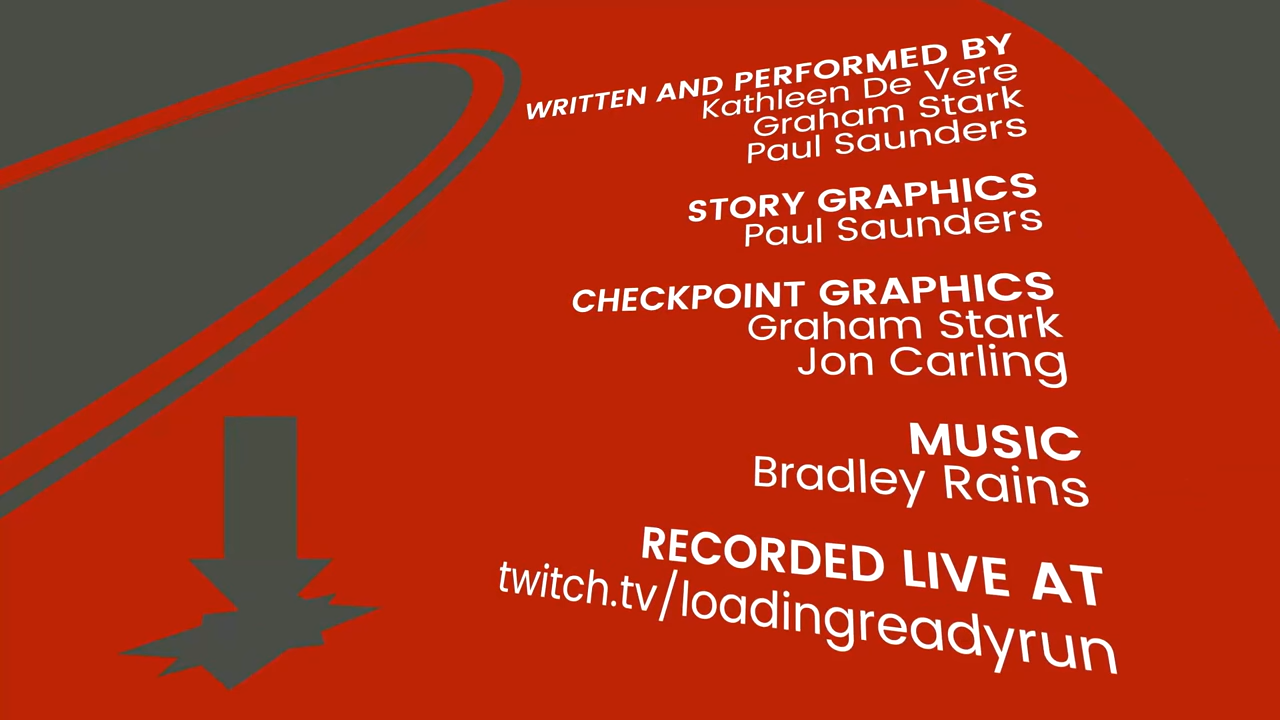 WRITTEN AND PERFORMED BY
Kathleen De Vere
Graham Stark
Paul Saunders
STORY GRAPHICS
Paul Saunders
CHECKPOINT GRAPHICS
Graham Stark
Jon Carling
MUSIC
Bradley Rains
RECORDED LIVE AT
twitch.tv/loadingreadyrun